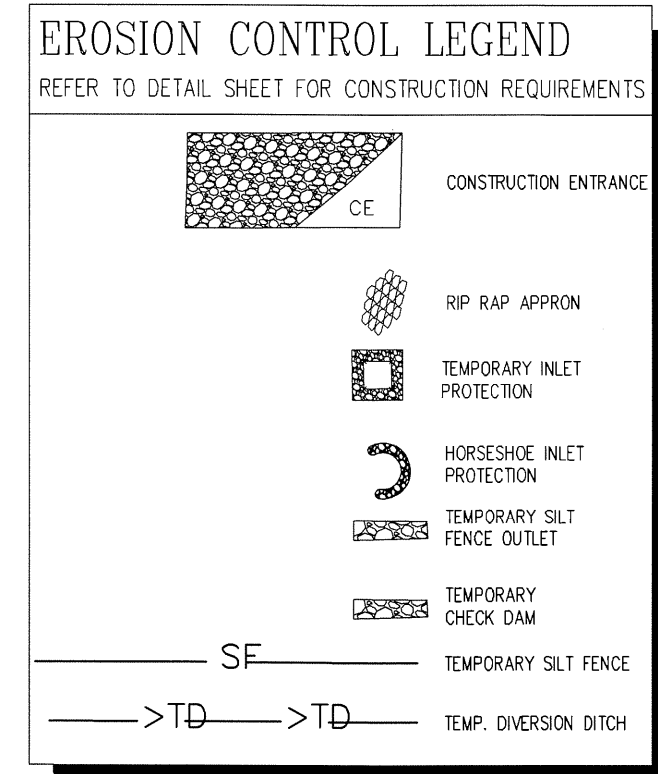 EROSION CONTROL LEGEND
REFER TO DETAIL SHEET FOR CONSTRUCTION REQUIREMENTS
CE
CONSTRUCTION ENTRANCE
RIP RAP APPRON
TEMPORARY INLET
PROTECTION
HORSESHOE INLET
PROTECTION
TEMPORARY SILT
FENCE OUTLET
TEMPORARY
CHECK DAM
SF
TEMPORARY SILT FENCE
>TD >TD
TEMP. DIVERSION DITCH